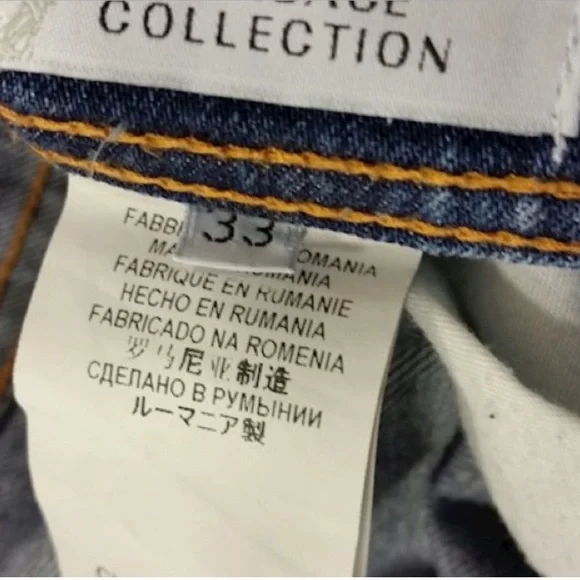 COLLECTION
33
FABRIQUE EN RUMANIE
HECHO EN RUMANIA
FABRICADO NA ROMENIA
罗马尼亚制造
СДЕЛАНО В РУМЫНИИ
ルーマニア製